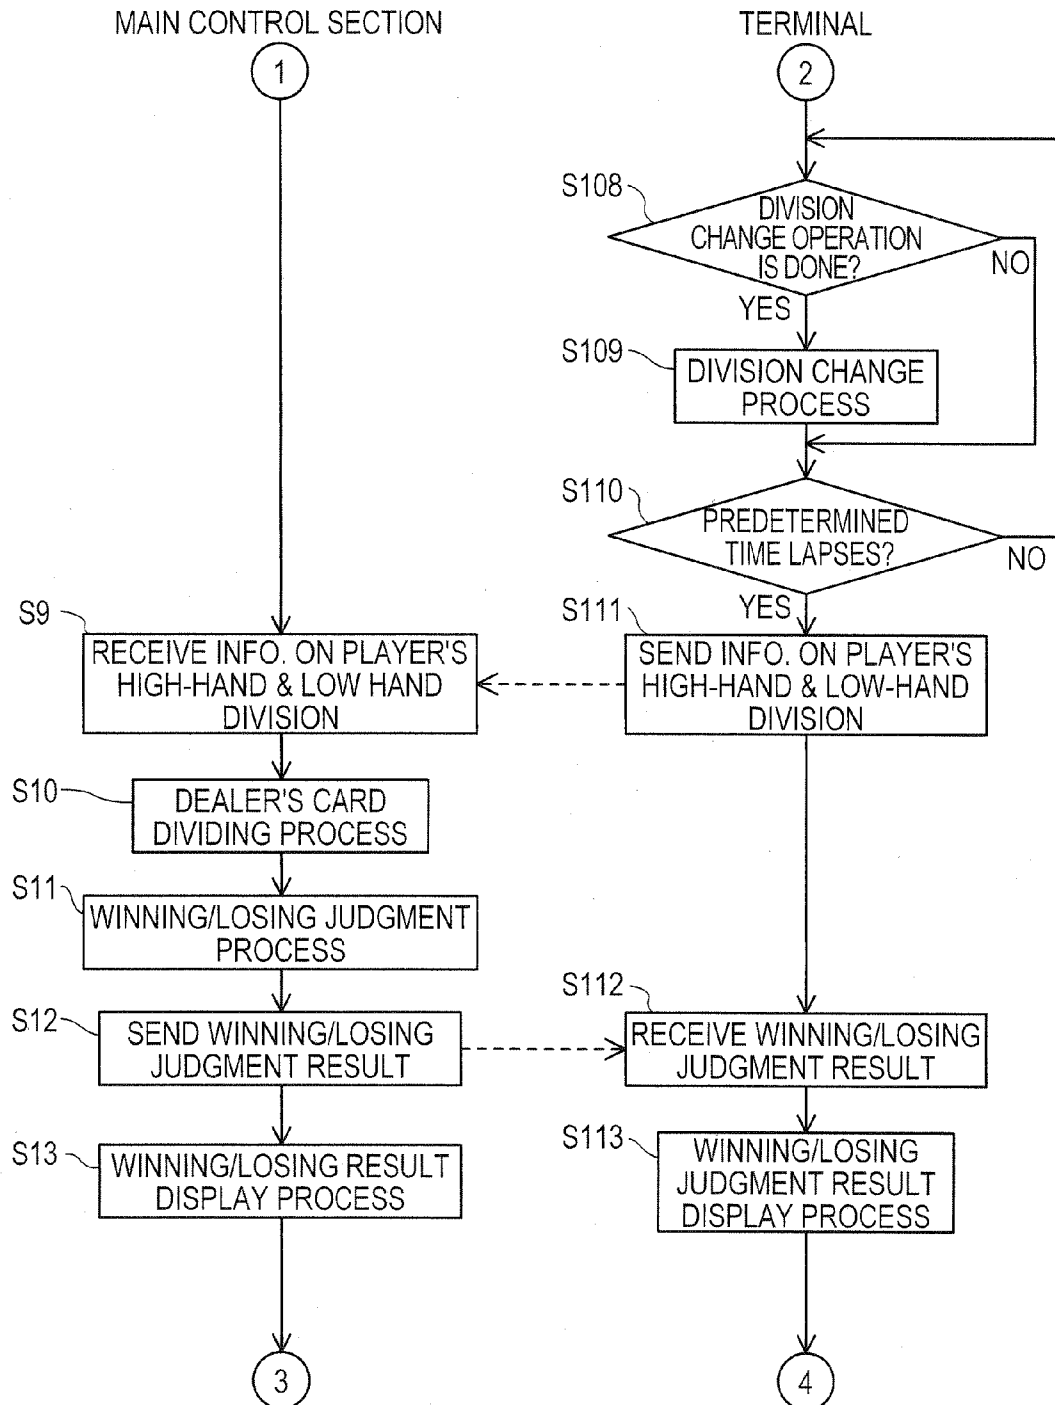 MAIN CONTROL SECTION
TERMINAL
1
2
S108
DIVISION
CHANGE OPERATION
IS DONE?
NO
YES
S109
DIVISION CHANGE
PROCESS
S110
PREDETERMINED
TIME LAPSES?
NO
YES
S9
RECEIVE INFO. ON PLAYER'S
HIGH-HAND & LOW HAND
DIVISION
S111
SEND INFO. ON PLAYER'S
HIGH-HAND & LOW-HAND
DIVISION
S10
DEALER'S CARD
DIVIDING PROCESS
S11
WINNING/LOSING JUDGMENT
PROCESS
S12
SEND WINNING/LOSING
JUDGMENT RESULT
S112
RECEIVE WINNING/LOSING
JUDGMENT RESULT
S13
WINNING/LOSING RESULT
DISPLAY PROCESS
S113
WINNING/LOSING
JUDGMENT RESULT
DISPLAY PROCESS
3
4